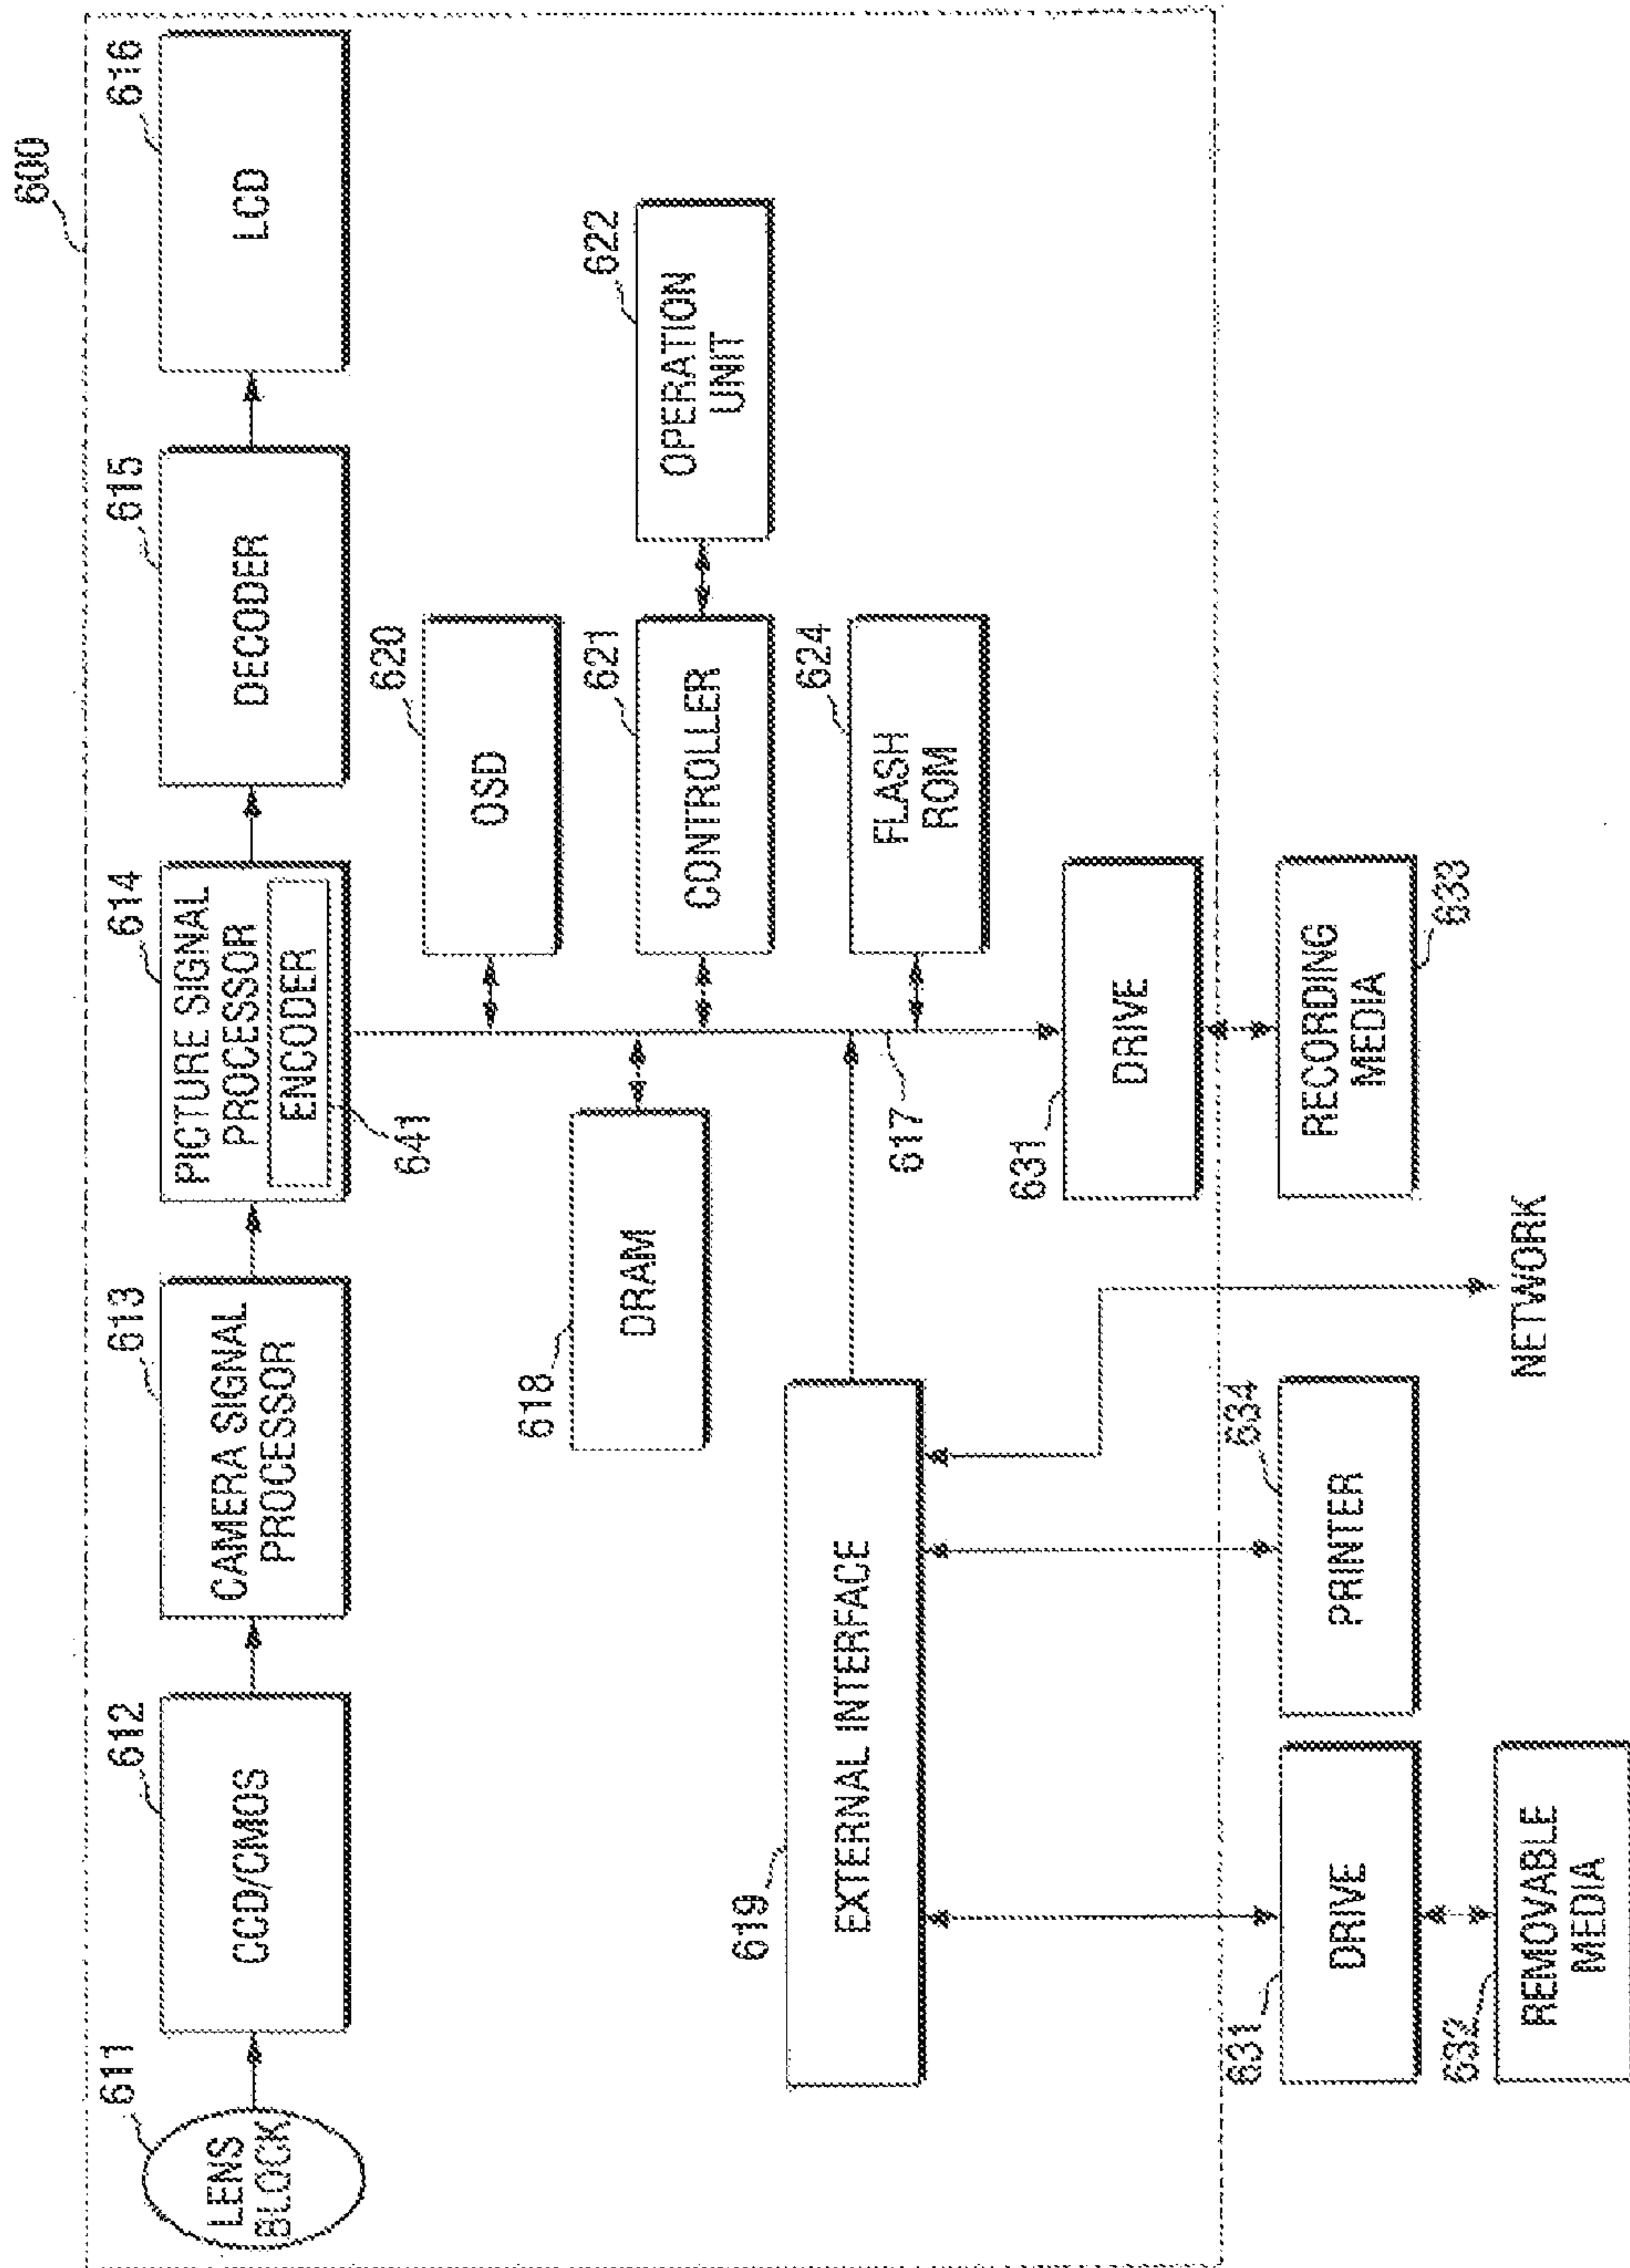 600
611
LENS
BLOCK
612
CCD/CMOS
613
CAMERA SIGNAL
PROCESSOR
614
PICTURE SIGNAL
PROCESSOR
ENCODER
641
615
DECODER
616
LCD
620
OSD
618
DRAM
621
CONTROLLER
622
OPERATION
UNIT
619
EXTERNAL INTERFACE
624
FLASH
ROM
617
631
DRIVE
631
DRIVE
634
PRINTER
RECORDING
MEDIA
633
632
REMOVABLE
MEDIA
NETWORK